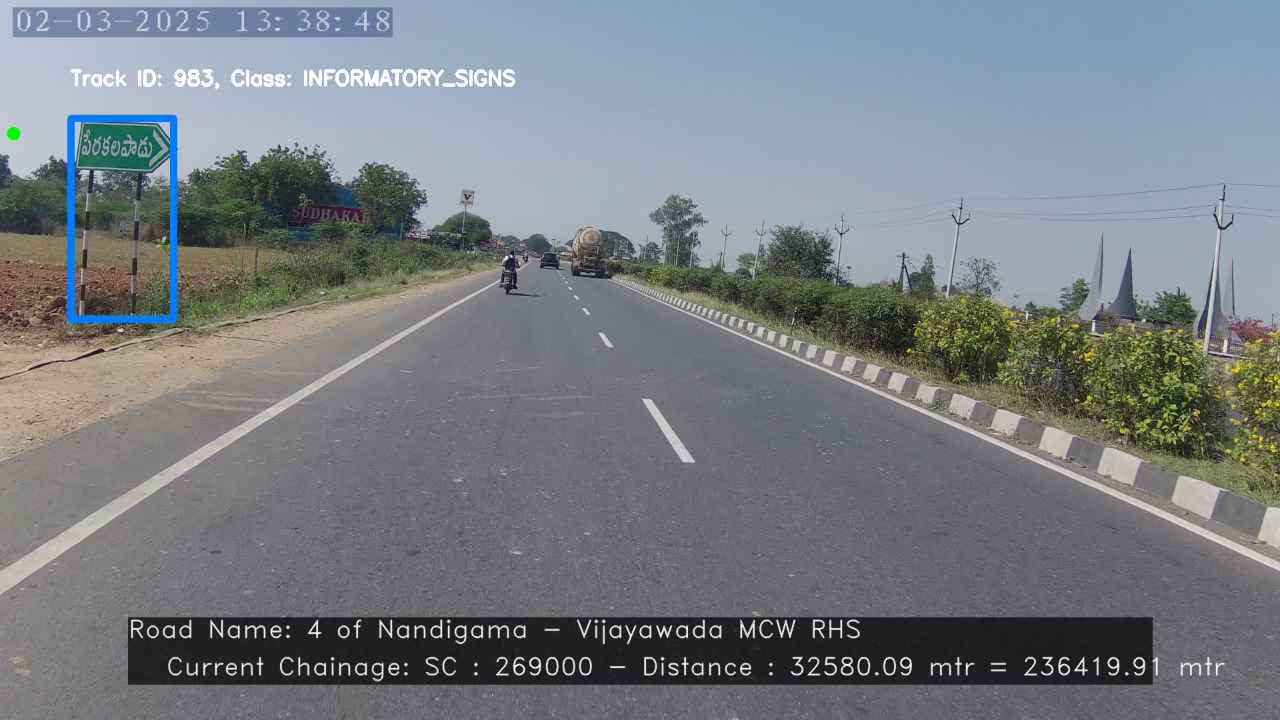 02-03-2025 13:38:48
Track ID: 983, Class: INFORMATORY_SIGNS
పేరకలపాడు
SUDHAKAR
Road Name: 4 of Nandigama - Vijayawada MCW RHS
Current Chainage: SC : 269000 - Distance : 32580.09 mtr = 236419.91 mtr